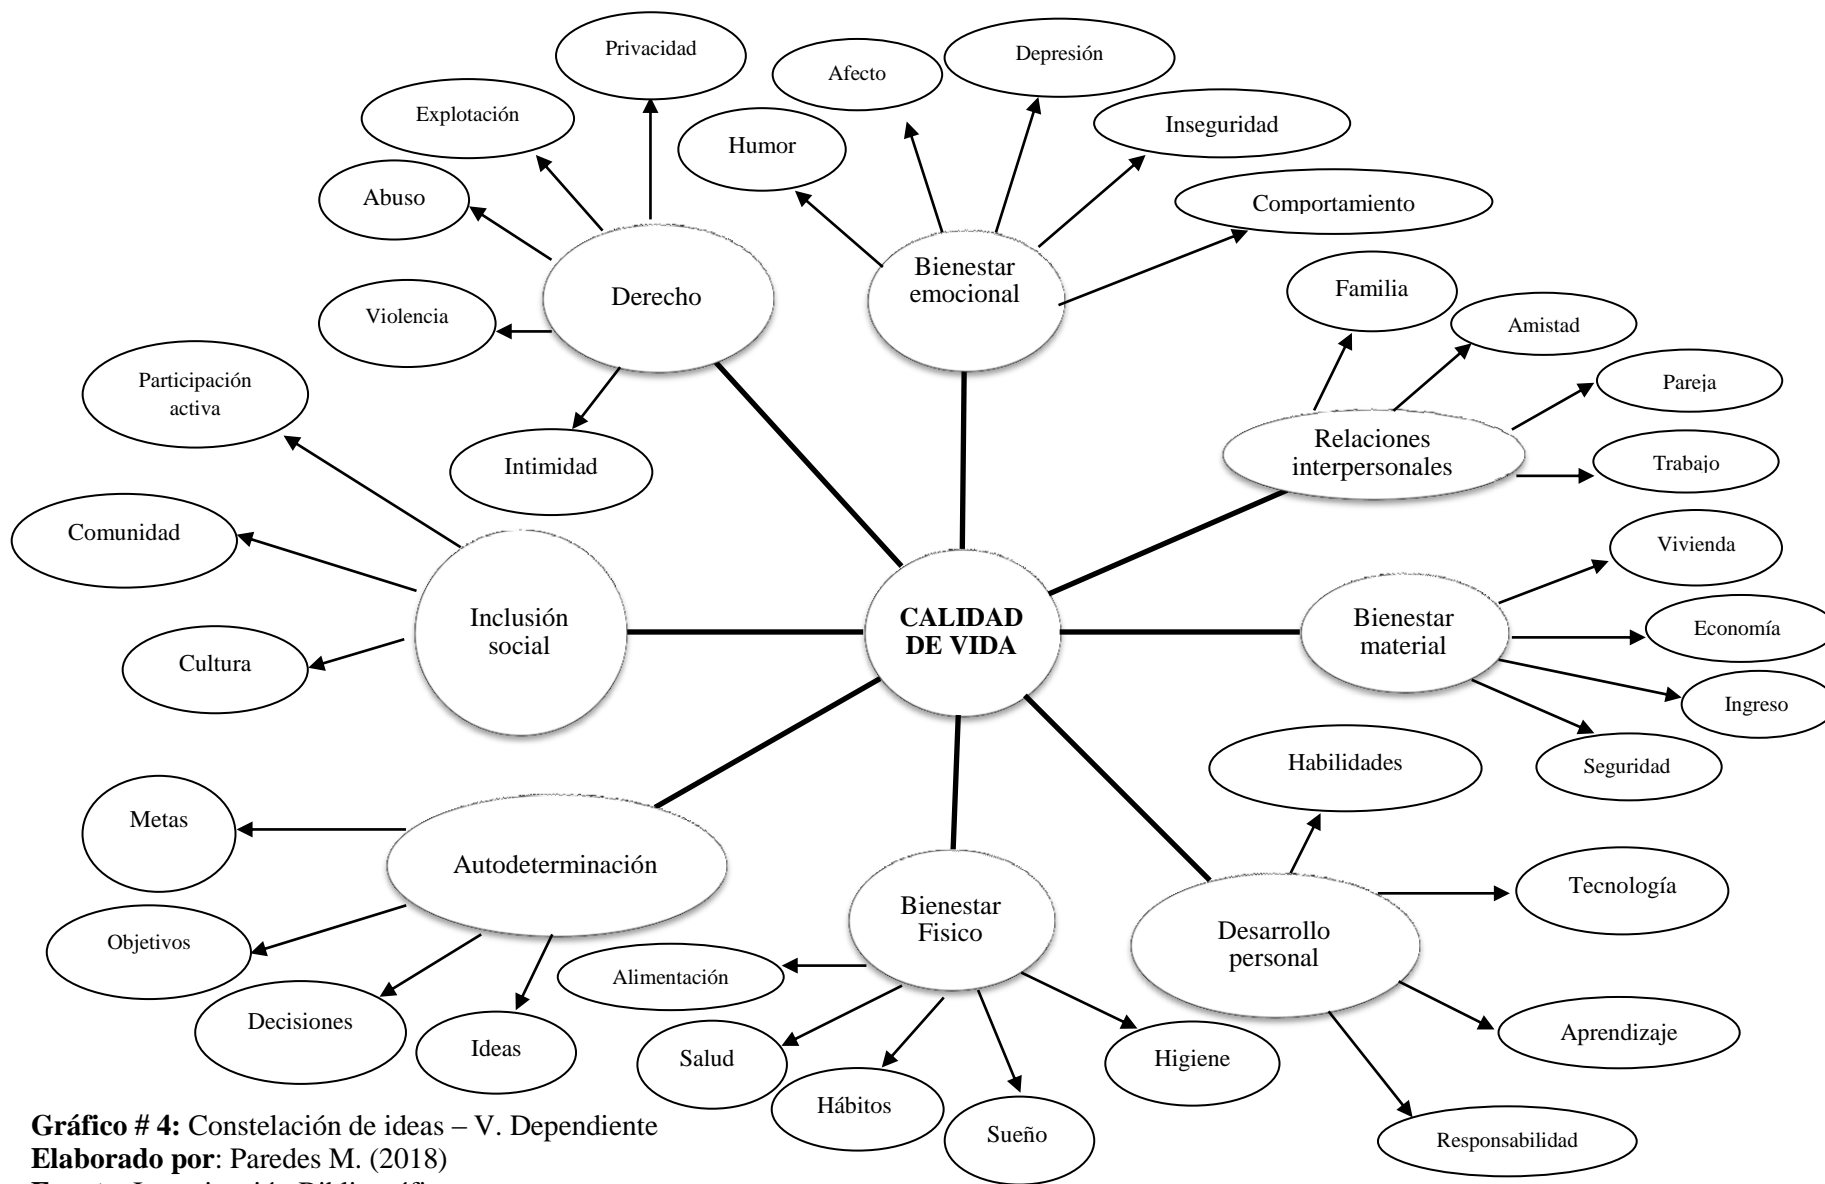 Privacidad
Afecto
Depresión
Explotación
Inseguridad
Humor
Abuso
Comportamiento
Bienestar
emocional
Derecho
Familia
Violencia
Amistad
Participación
activa
Pareja
Relaciones
interpersonales
Intimidad
Trabajo
Comunidad
Vivienda
Inclusión
social
CALIDAD
DE VIDA
Bienestar
material
Economía
Cultura
Ingreso
Habilidades
Seguridad
Metas
Autodeterminación
Tecnología
Bienestar
Fisico
Desarrollo
personal
Objetivos
Alimentación
Decisiones
Ideas
Salud
Higiene
Aprendizaje
Hábitos
Sueño
Responsabilidad
Gráfico # 4: Constelación de ideas – V. Dependiente
Elaborado por: Paredes M. (2018)